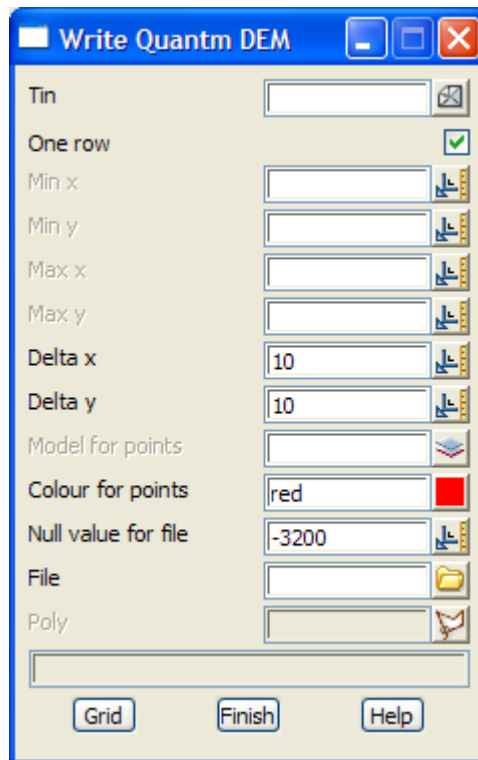 Write Quantm DEM
Tin
One row
Min x
Min y
Max x
Max y
Delta x 10
Delta y 10
Model for points
Colour for points red
Null value for file -3200
File
Poly
Grid Finish Help